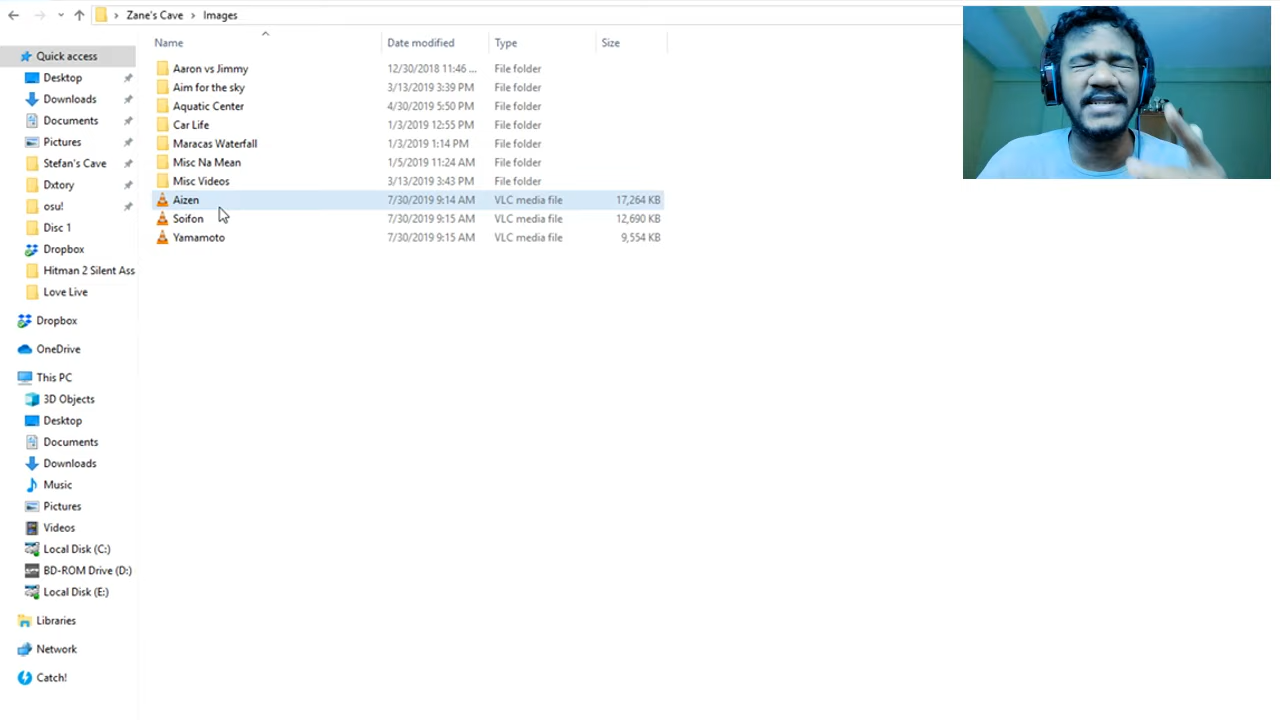 Zane's Cave > Images
Name Date modified Type Size
Quick access
Desktop
Downloads
Documents
Pictures
Stefan's Cave
Dxtory
osu!
Disc 1
Dropbox
Hitman 2 Silent Ass
Love Live
Dropbox
OneDrive
This PC
3D Objects
Desktop
Documents
Downloads
Music
Pictures
Videos
Local Disk (C:)
BD-ROM Drive (D:)
Local Disk (E:)
Libraries
Network
Catch!
Aaron vs Jimmy 12/30/2018 11:46 ... File folder
Aim for the sky 3/13/2019 3:39 PM File folder
Aquatic Center 4/30/2019 5:50 PM File folder
Car Life 1/3/2019 12:55 PM File folder
Maracas Waterfall 1/3/2019 1:14 PM File folder
Misc Na Mean 1/5/2019 11:24 AM File folder
Misc Videos 3/13/2019 3:43 PM File folder
Aizen 7/30/2019 9:14 AM VLC media file 17,264 KB
Soifon 7/30/2019 9:15 AM VLC media file 12,690 KB
Yamamoto 7/30/2019 9:15 AM VLC media file 9,554 KB